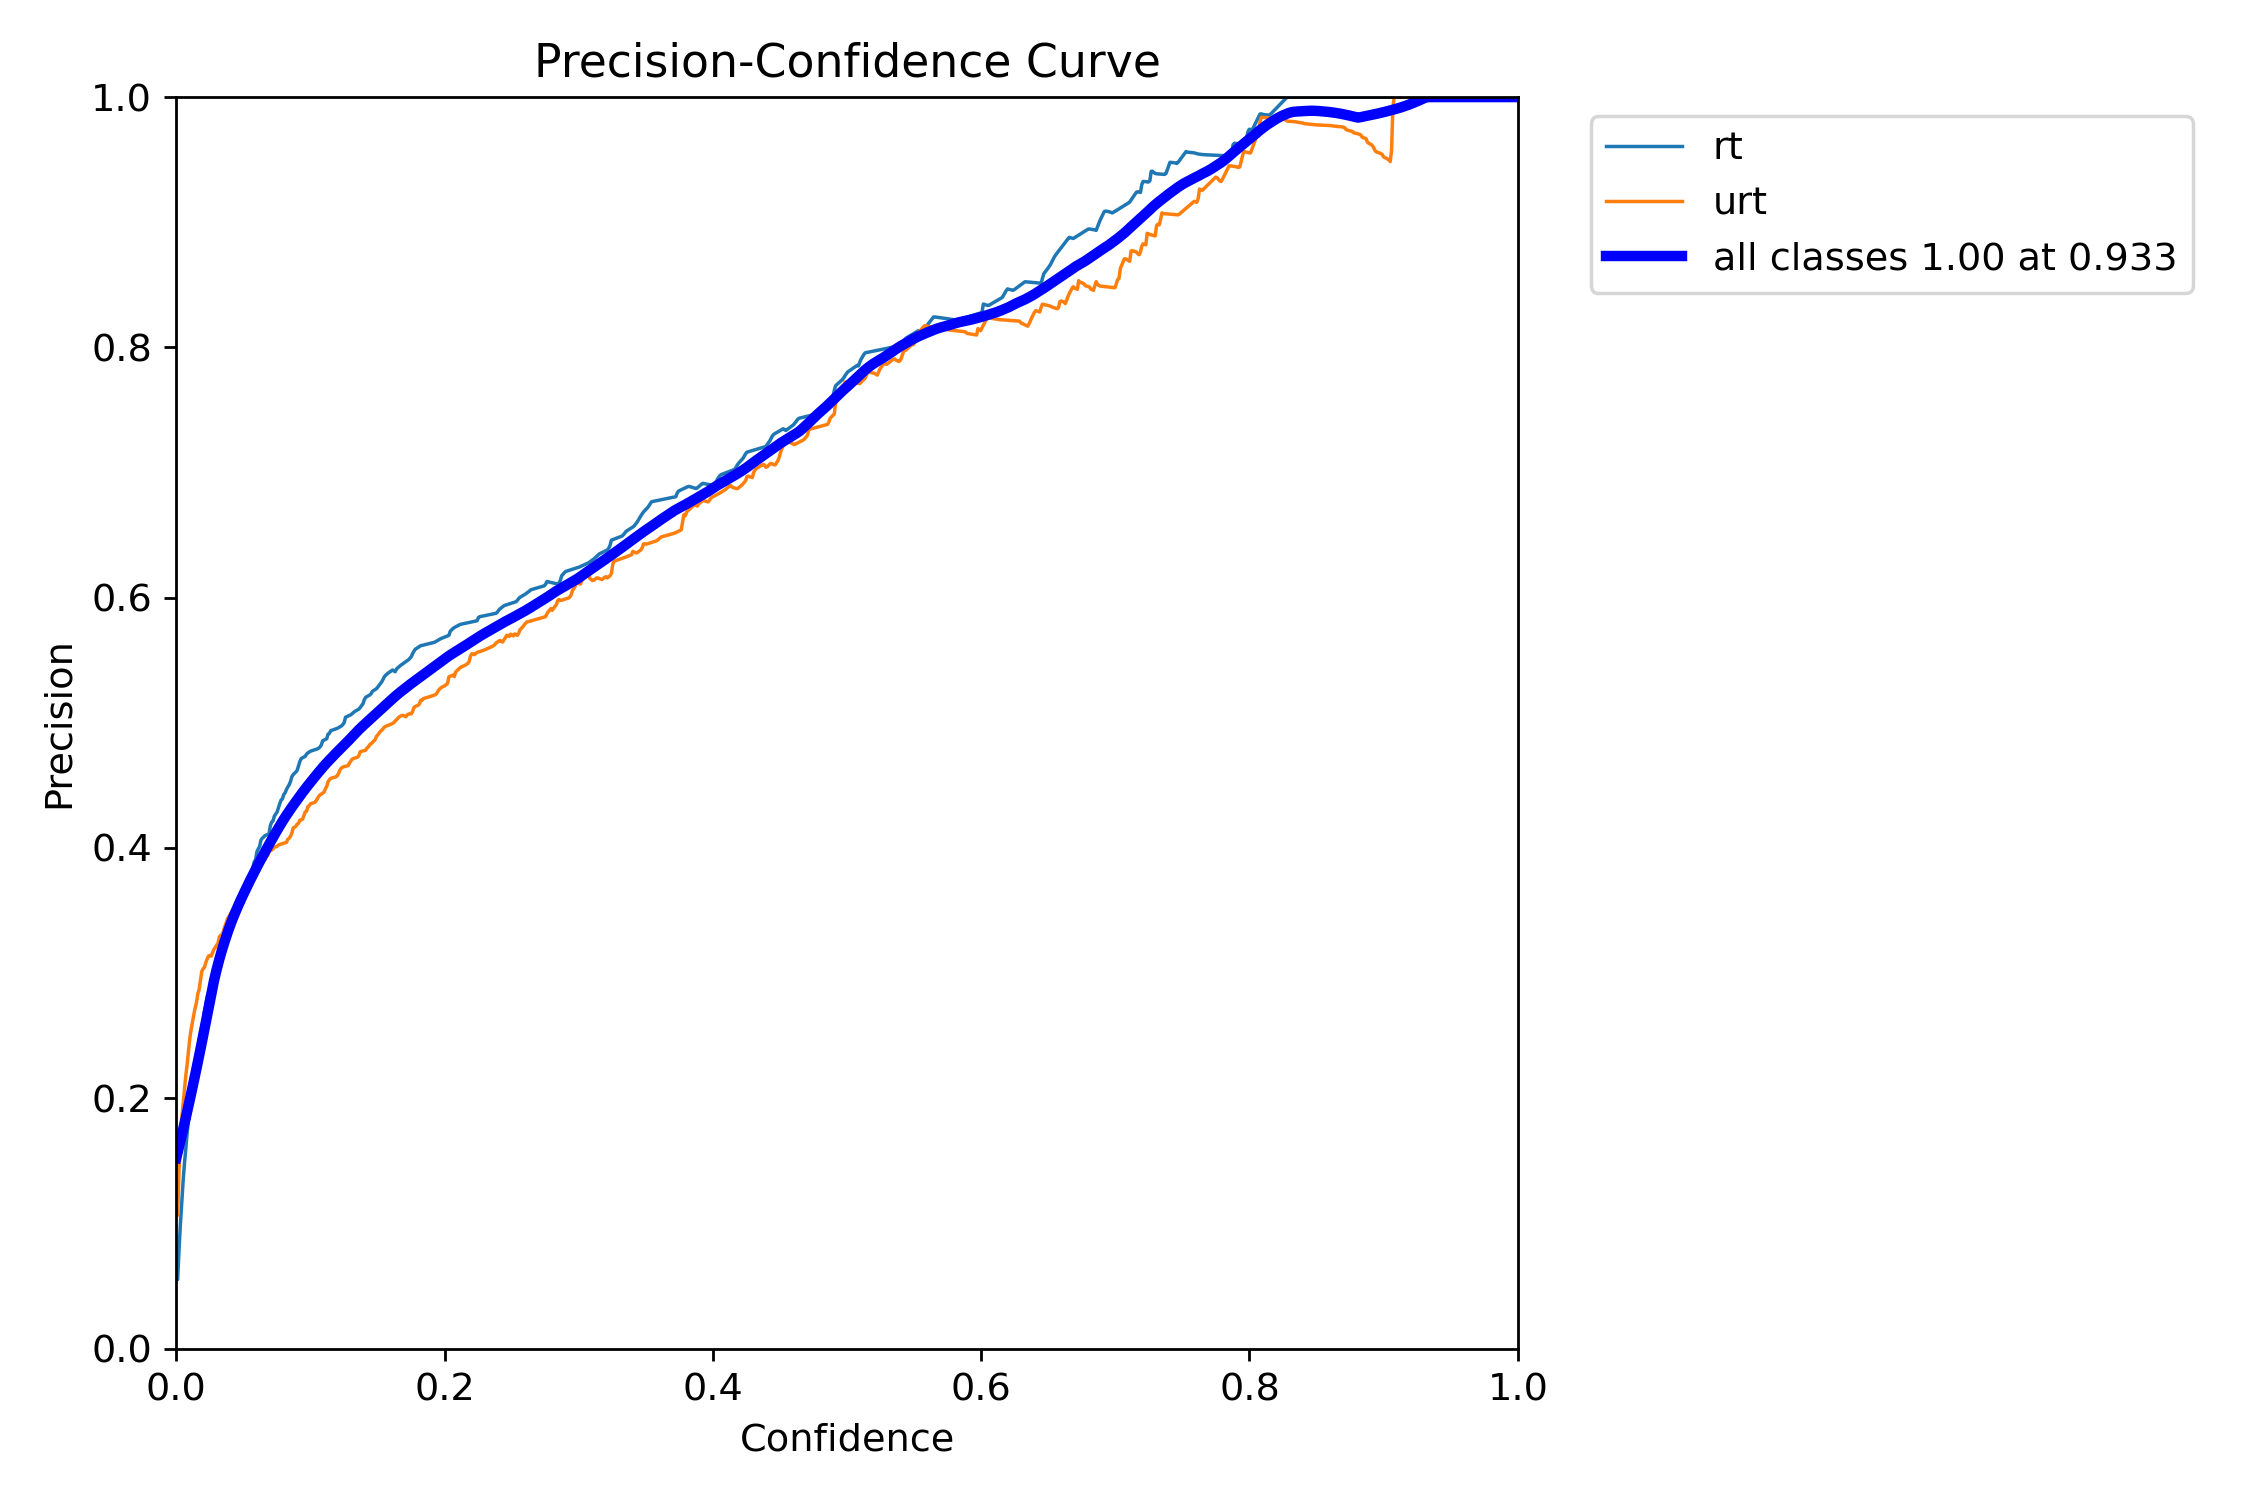 Precision-Confidence Curve
1.0
0.8
0.6
0.4
0.2
0.0
Precision
0.0 0.2 0.4 0.6 0.8 1.0
Confidence
rt
urt
all classes 1.00 at 0.933